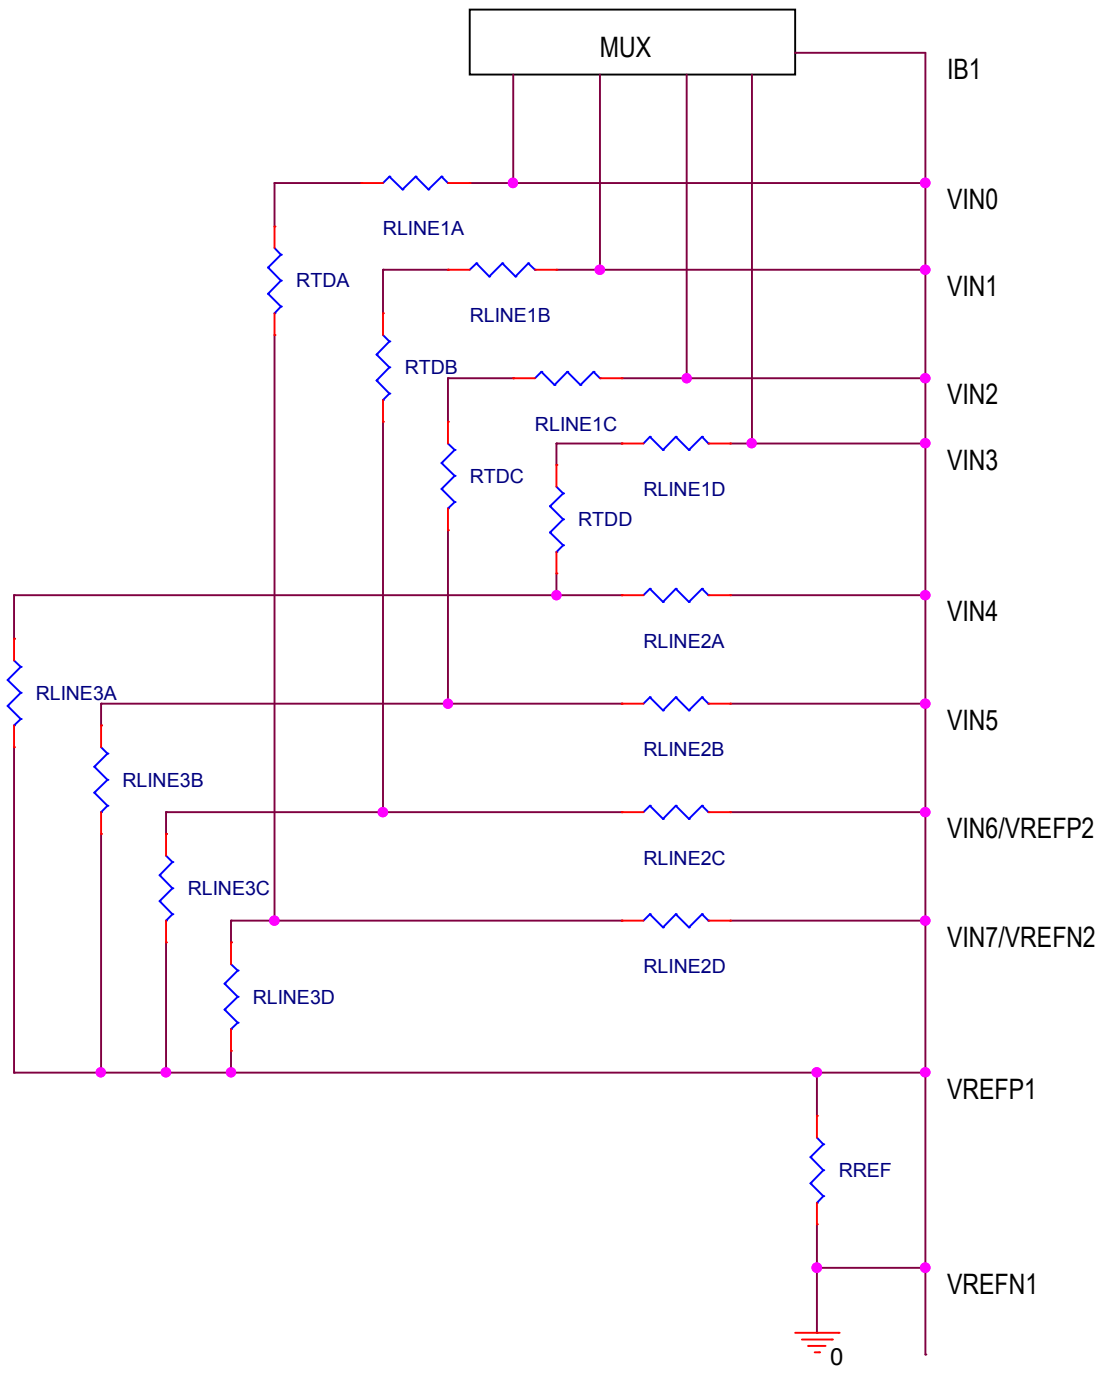 MUX
IB1
VIN0
RLINE1A
RTDA
VIN1
RLINE1B
RTDB
VIN2
RLINE1C
VIN3
RTDC
RLINE1D
RTDD
VIN4
RLINE2A
RLINE3A
VIN5
RLINE2B
RLINE3B
VIN6/VREFP2
RLINE2C
RLINE3C
VIN7/VREFN2
RLINE2D
RLINE3D
VREFP1
RREF
VREFN1
0